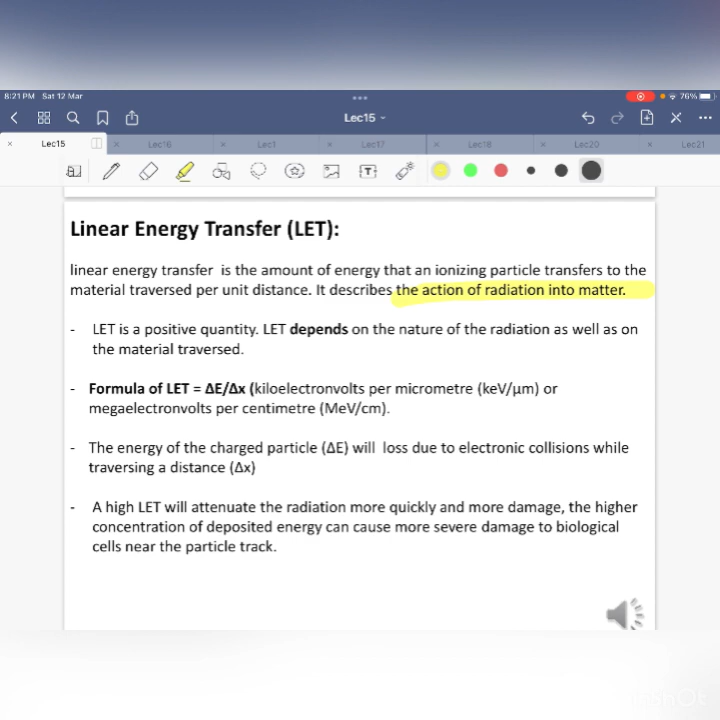 8:21 PM Sat 12 Mar
76%
Lec15
Lec15
Lec16
Lec1
Lec17
Lec18
Lec20
Lec21
Linear Energy Transfer (LET):
linear energy transfer is the amount of energy that an ionizing particle transfers to the
material traversed per unit distance. It describes the action of radiation into matter.
- LET is a positive quantity. LET depends on the nature of the radiation as well as on
the material traversed.
- Formula of LET = ΔE/Δx (kiloelectronvolts per micrometre (keV/μm) or
megaelectronvolts per centimetre (MeV/cm).
- The energy of the charged particle (ΔE) will loss due to electronic collisions while
traversing a distance (Δx)
- A high LET will attenuate the radiation more quickly and more damage, the higher
concentration of deposited energy can cause more severe damage to biological
cells near the particle track.